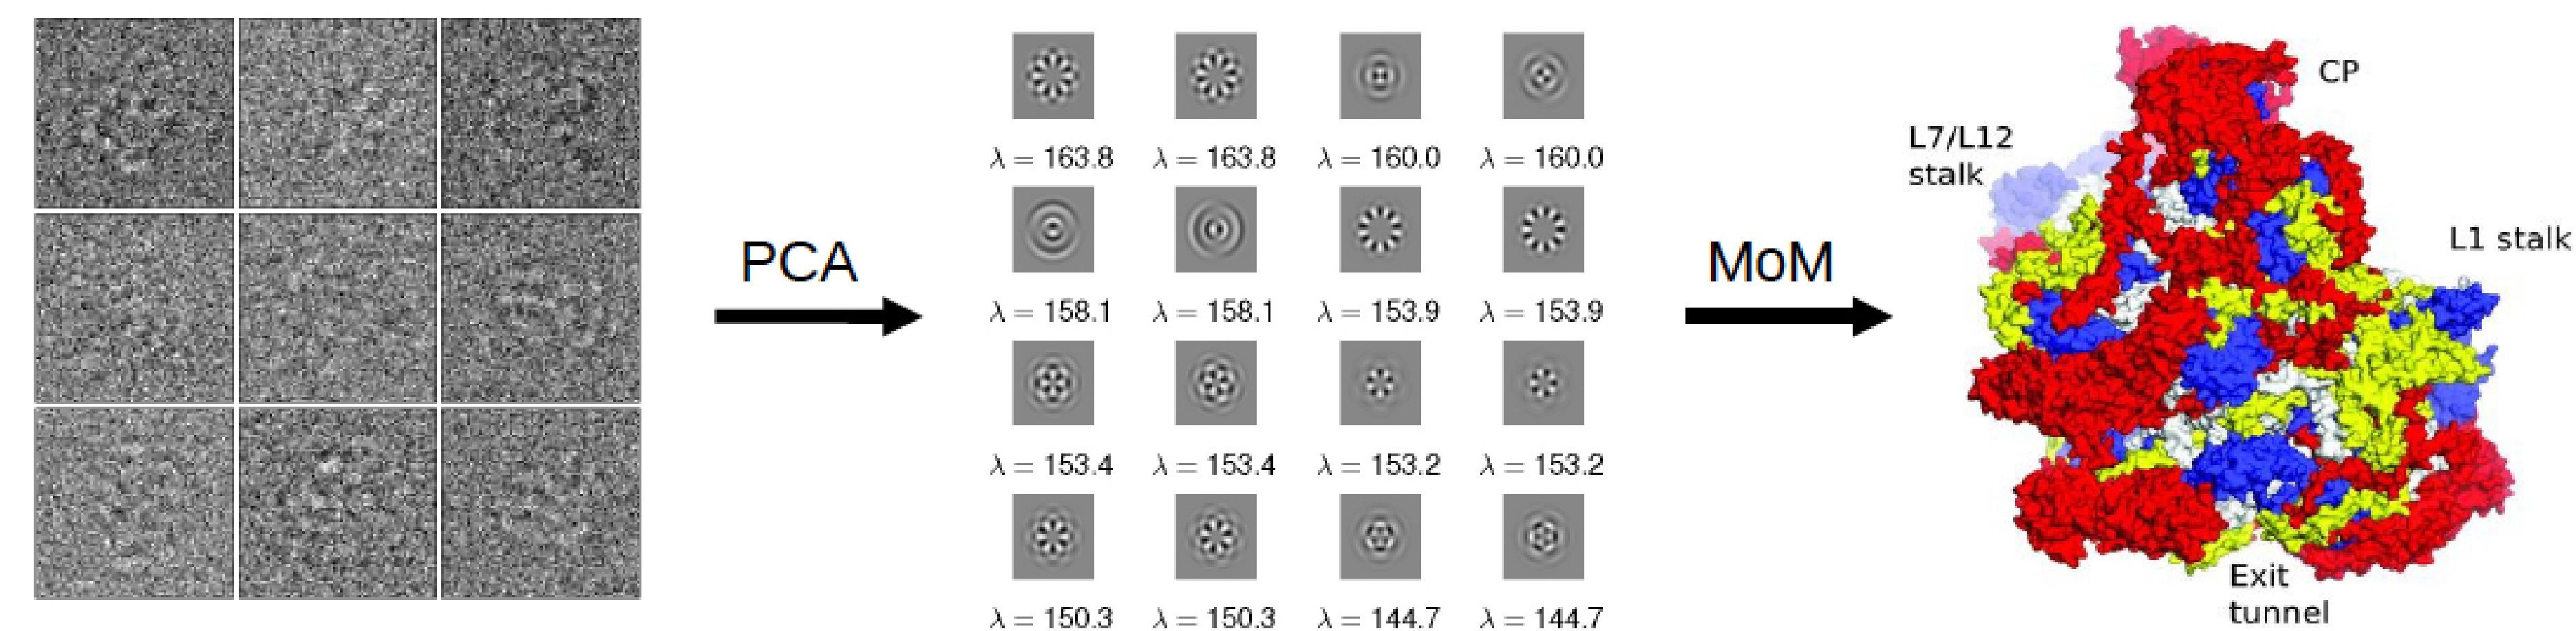 PCA
λ = 163.8 λ = 163.8 λ = 160.0 λ = 160.0
λ = 158.1 λ = 158.1 λ = 153.9 λ = 153.9
λ = 153.4 λ = 153.4 λ = 153.2 λ = 153.2
λ = 150.3 λ = 150.3 λ = 144.7 λ = 144.7
MoM
CP
L7/L12
stalk
L1 stalk
Exit
tunnel